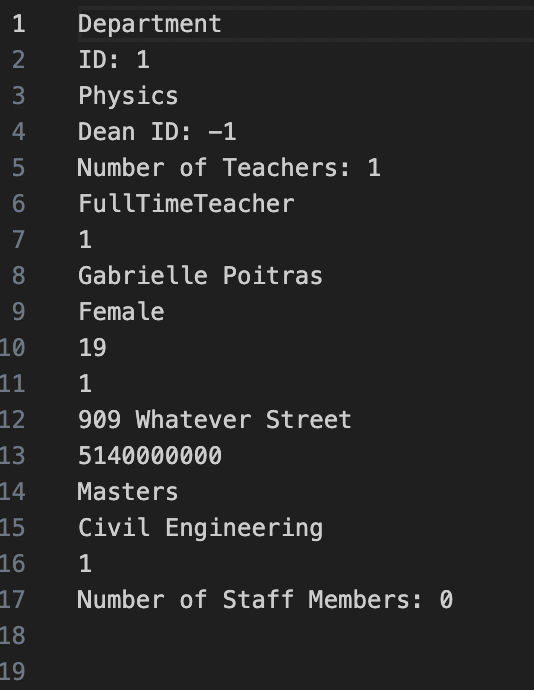 1 Department
2 ID: 1
3 Physics
4 Dean ID: -1
5 Number of Teachers: 1
6 FullTimeTeacher
7 1
8 Gabrielle Poitras
9 Female
10 19
11 1
12 909 Whatever Street
13 5140000000
14 Masters
15 Civil Engineering
16 1
17 Number of Staff Members: 0
18
19